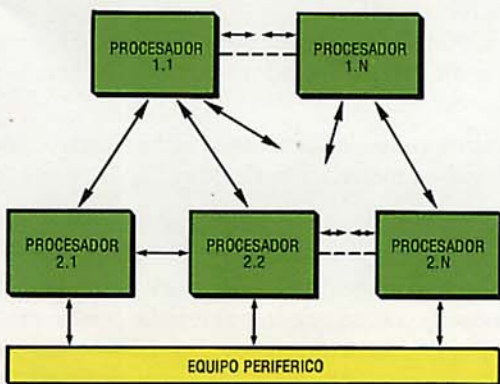 PROCESADOR
1.1
PROCESADOR
1.N
PROCESADOR
2.1
PROCESADOR
2.2
PROCESADOR
2.N
EQUIPO PERIFERICO